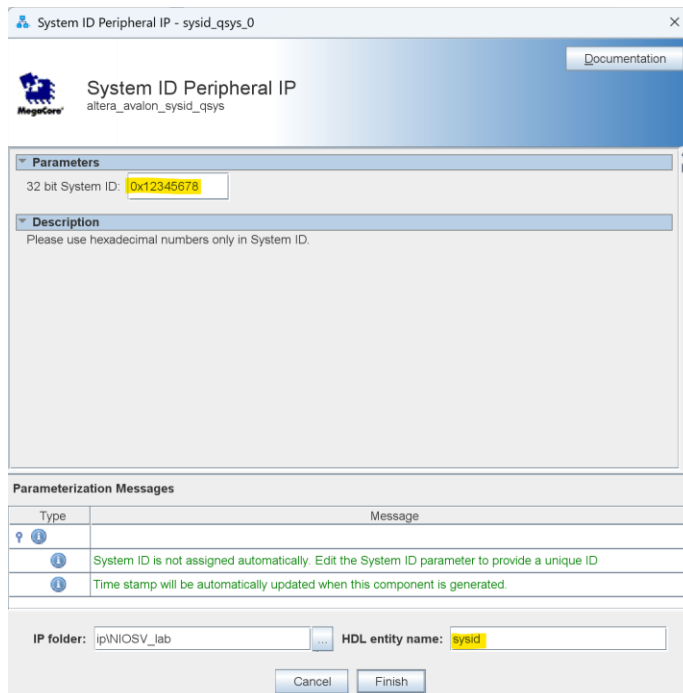 System ID Peripheral IP - sysid_qsys_0
Documentation
MegaCore®
System ID Peripheral IP
altera_avalon_sysid_qsys
Parameters
32 bit System ID: 0x12345678
Description
Please use hexadecimal numbers only in System ID.
Parameterization Messages
Type Message
System ID is not assigned automatically. Edit the System ID parameter to provide a unique ID
Time stamp will be automatically updated when this component is generated.
IP folder: ip\NIOSV_lab ... HDL entity name: sysid
Cancel Finish